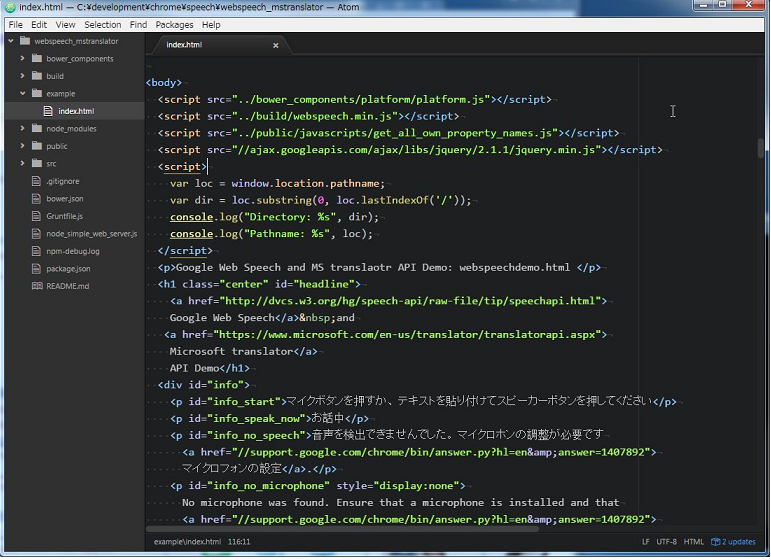 index.html — C:¥development¥chrome¥speech¥webspeech_mstranslator — Atom
File Edit View Selection Find Packages Help
webspeech_mstranslator
bower_components
build
example
index.html
node_modules
public
src
.gitignore
bower.json
Gruntfile.js
node_simple_web_server.js
npm-debug.log
package.json
README.md
index.html
<body>
<script src="../bower_components/platform/platform.js"></script>
<script src="../build/webspeech.min.js"></script>
<script src="../public/javascripts/get_all_own_property_names.js"></script>
<script src="//ajax.googleapis.com/ajax/libs/jquery/2.1.1/jquery.min.js"></script>
<script>
var loc = window.location.pathname;
var dir = loc.substring(0, loc.lastIndexOf('/'));
console.log("Directory: %s", dir);
console.log("Pathname: %s", loc);
</script>
<p>Google Web Speech and MS translaotr API Demo: webspeechdemo.html </p>
<h1 class="center" id="headline">
<a href="http://dvcs.w3.org/hg/speech-api/raw-file/tip/speechapi.html">
Google Web Speech</a>&nbsp;and
<a href="https://www.microsoft.com/en-us/translator/translatorapi.aspx">
Microsoft translator</a>
API Demo</h1>
<div id="info">
<p id="info_start">マイクボタンを押すか、テキストを貼り付けてスピーカーボタンを押してください</p>
<p id="info_speak_now">お話中</p>
<p id="info_no_speech">音声を検出できませんでした。マイクロホンの調整が必要です
<a href="//support.google.com/chrome/bin/answer.py?hl=en&amp;answer=1407892">
マイクロフォンの設定</a>.</p>
<p id="info_no_microphone" style="display:none">
No microphone was found. Ensure that a microphone is installed and that
<a href="//support.google.com/chrome/bin/answer.py?hl=en&amp;answer=1407892">
example\index.html 116:11 LF UTF-8 HTML 2 updates